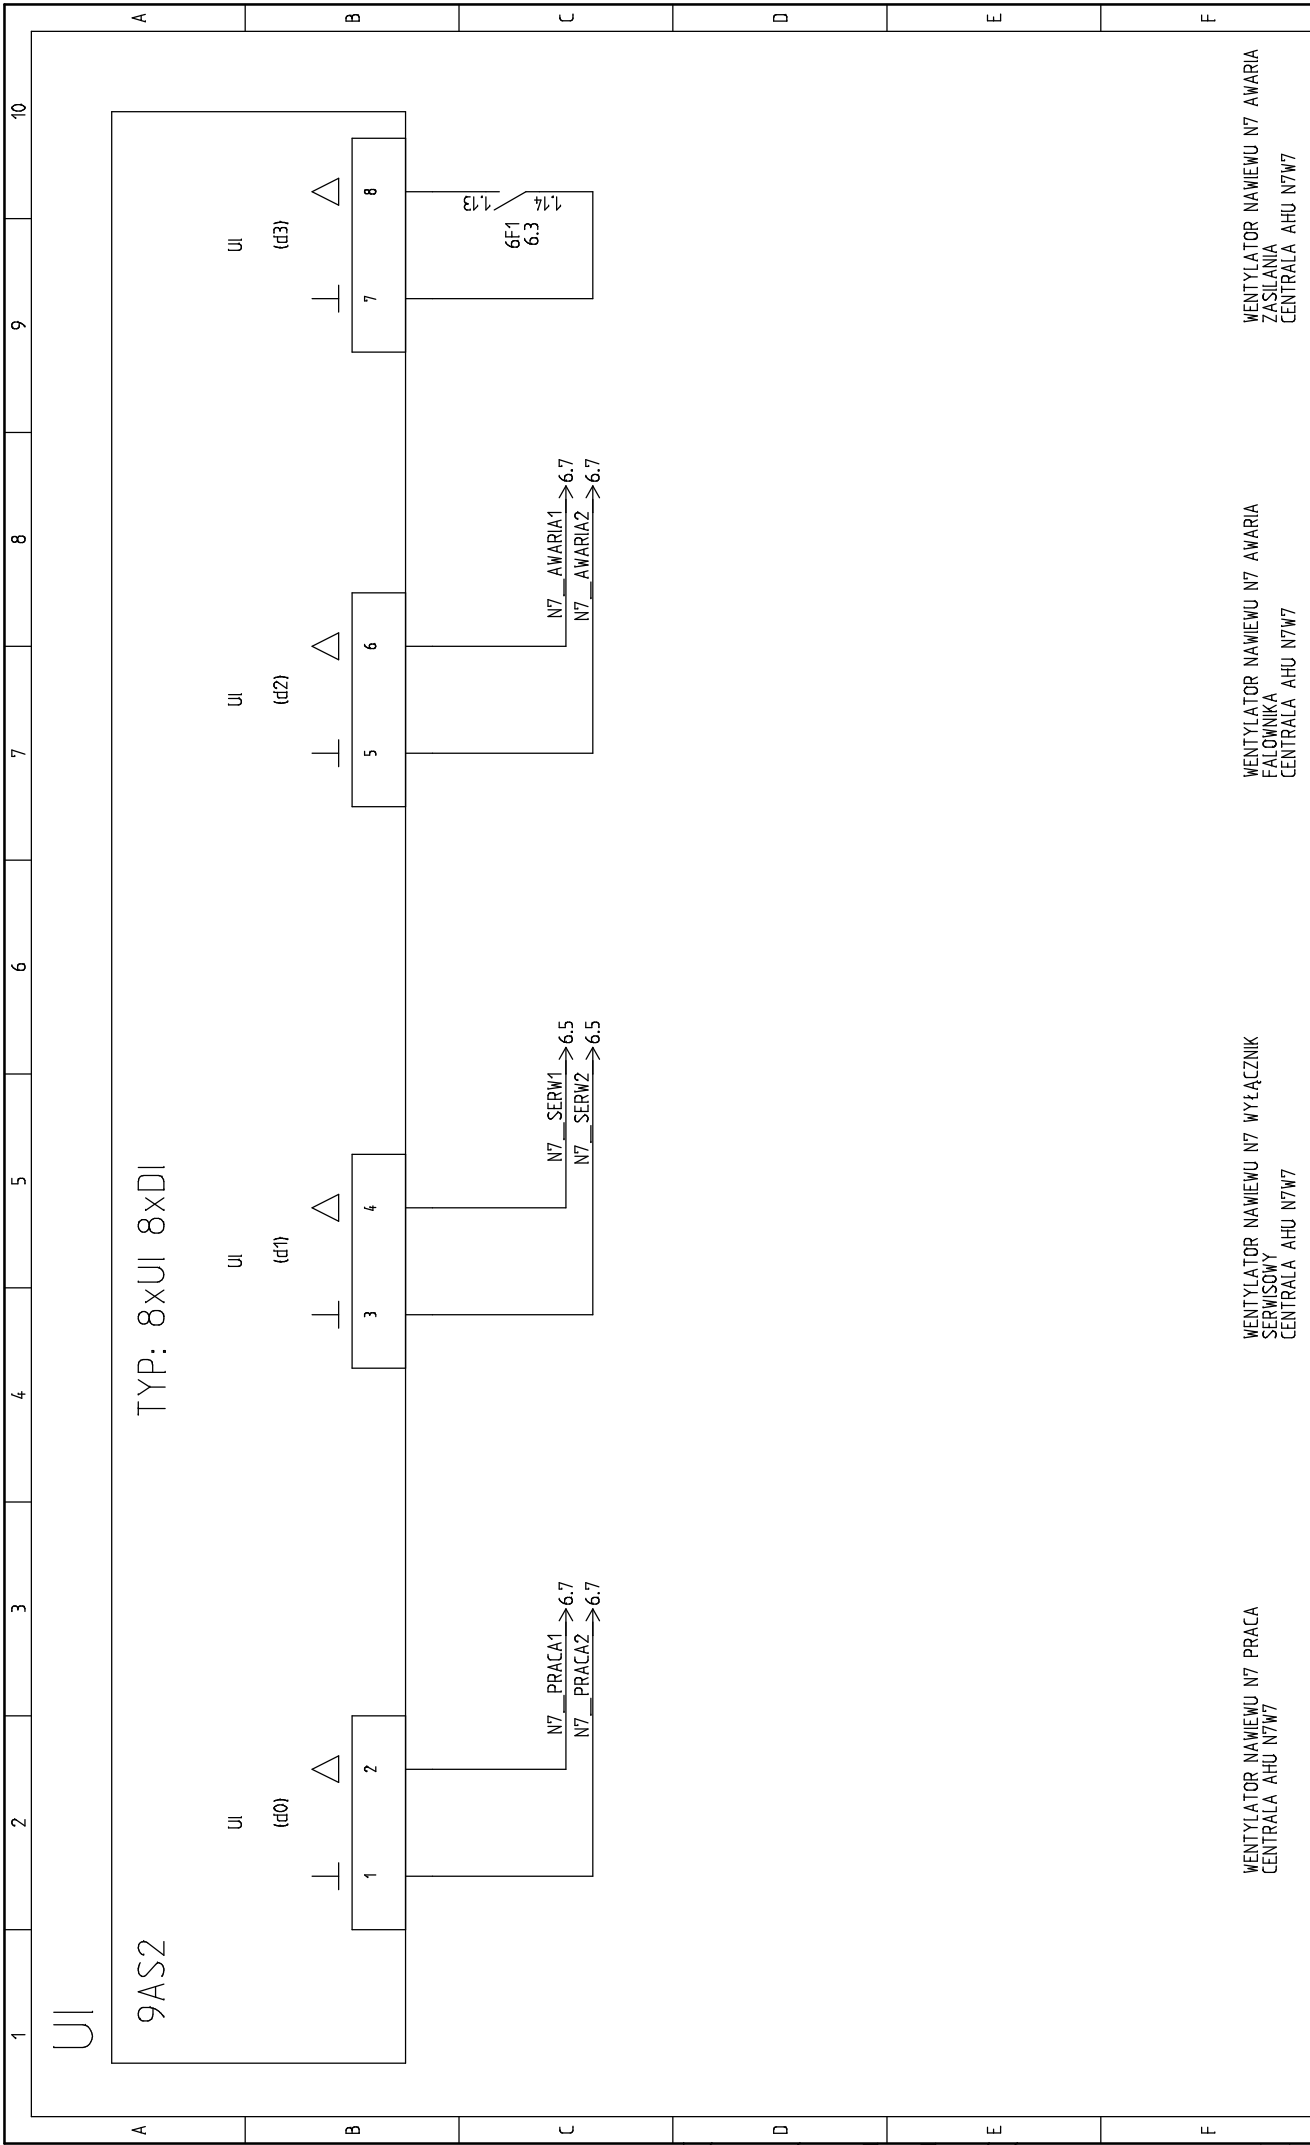 1 2 3 4 5 6 7 8 9 10
A A
B B
C C
D D
E E
F F
UI
9AS2
TYP: 8xUI 8xDI
UI UI UI UI
(d0) (d1) (d2) (d3)
1 2 3 4 5 6 7 8
N7_PRACA1 6.7
N7_PRACA2 6.7
N7_SERW1 6.5
N7_SERW2 6.5
N7_AWARIA1 6.7
N7_AWARIA2 6.7
1.13
6F1
6.3
1.14
WENTYLATOR NAWIEWU N7 PRACA
CENTRALA AHU N7W7
WENTYLATOR NAWIEWU N7 WYŁĄCZNIK
SERWISOWY
CENTRALA AHU N7W7
WENTYLATOR NAWIEWU N7 AWARIA
FALOWNIKA
CENTRALA AHU N7W7
WENTYLATOR NAWIEWU N7 AWARIA
ZASILANIA
CENTRALA AHU N7W7